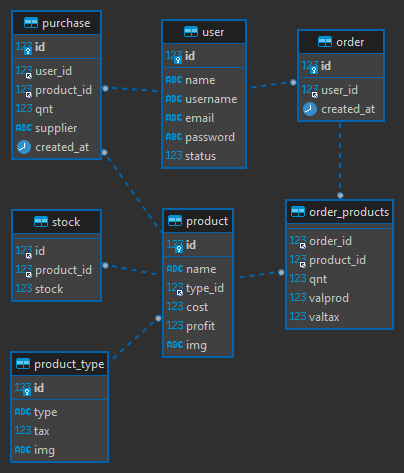 purchase
123 id
123 user_id
123 product_id
123 qnt
ABC supplier
created_at
user
123 id
ABC name
ABC username
ABC email
ABC password
123 status
order
123 id
123 user_id
created_at
stock
123 id
123 product_id
123 stock
product
123 id
ABC name
123 type_id
123 cost
123 profit
ABC img
order_products
123 order_id
123 product_id
123 qnt
123 valprod
123 valtax
product_type
123 id
ABC type
123 tax
ABC img